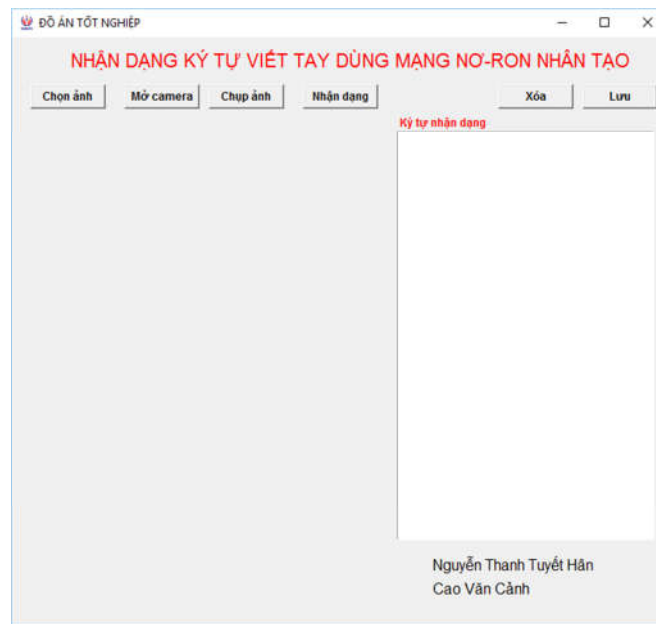 ĐỒ ÁN TỐT NGHIỆP
NHẬN DẠNG KÝ TỰ VIẾT TAY DÙNG MẠNG NƠ-RON NHÂN TẠO
Chọn ảnh Mở camera Chụp ảnh Nhận dạng Xóa Lưu
Ký tự nhận dạng
Nguyễn Thanh Tuyết Hân
Cao Văn Cảnh